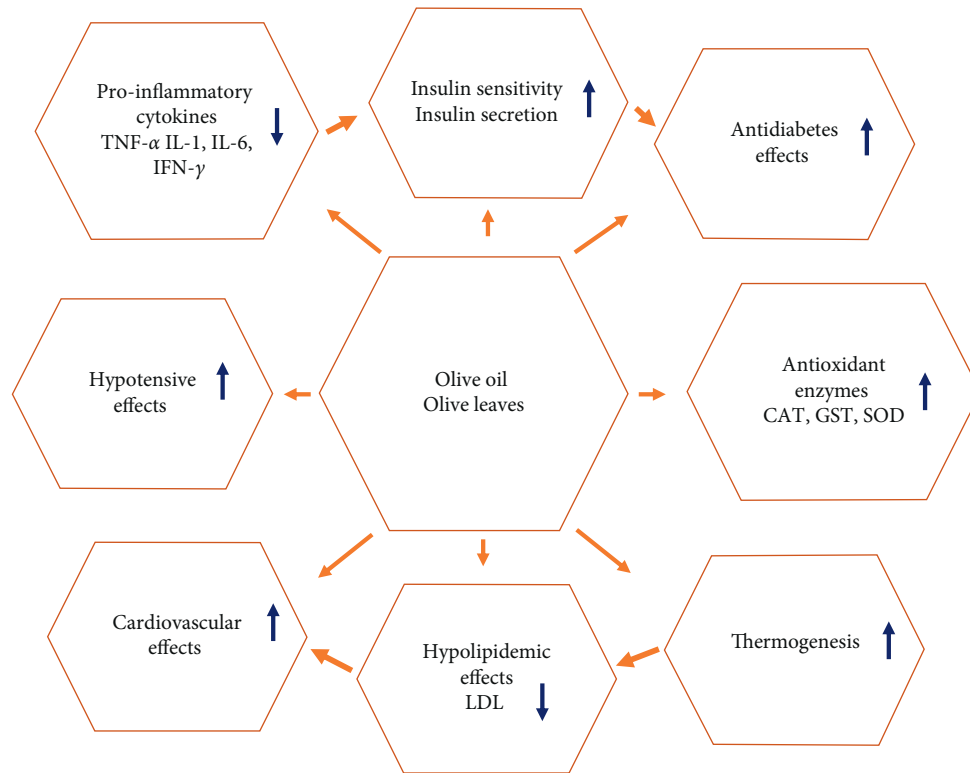 Pro-inflammatory
cytokines
TNF-α IL-1, IL-6,
IFN-γ
Insulin sensitivity
Insulin secretion
Antidiabetes
effects
Hypotensive
effects
Olive oil
Olive leaves
Antioxidant
enzymes
CAT, GST, SOD
Cardiovascular
effects
Hypolipidemic
effects
LDL
Thermogenesis